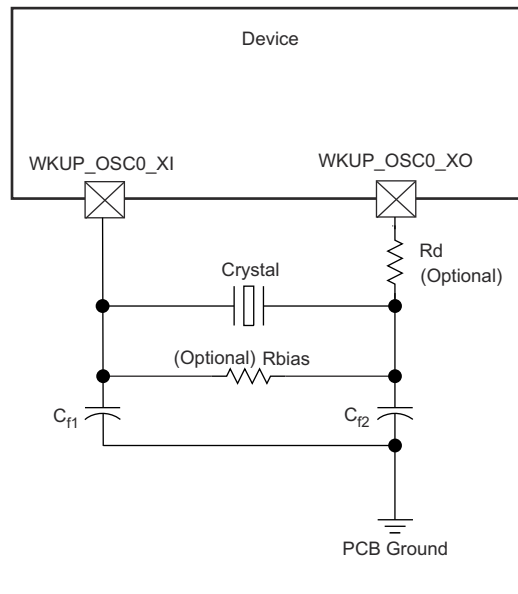 Device
WKUP_OSC0_XI
WKUP_OSC0_XO
Rd
(Optional)
Crystal
(Optional) Rbias
Cf1
Cf2
PCB Ground